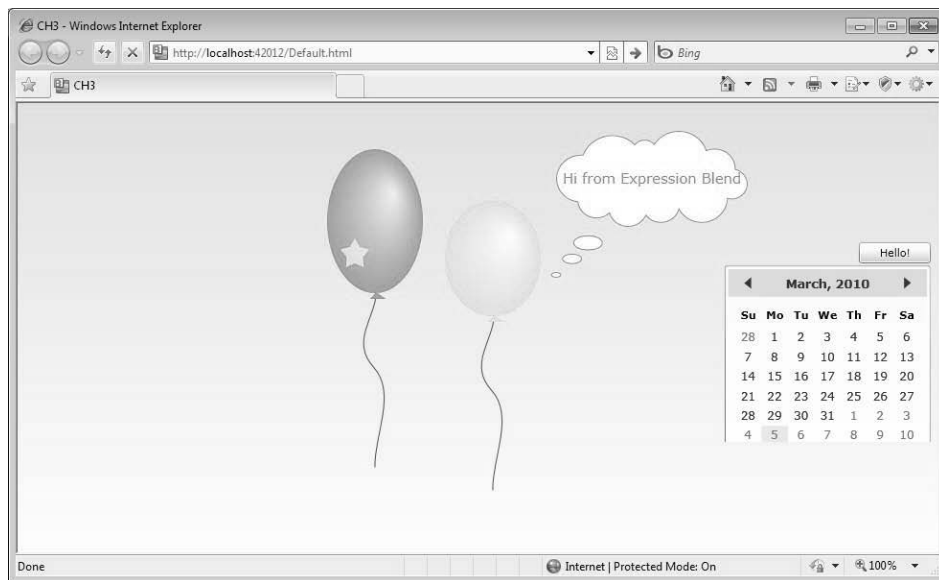 CH3 - Windows Internet Explorer
http://localhost:42012/Default.html
Bing
CH3
Hi from Expression Blend
Hello!
March, 2010
Su Mo Tu We Th Fr Sa
28 1 2 3 4 5 6
7 8 9 10 11 12 13
14 15 16 17 18 19 20
21 22 23 24 25 26 27
28 29 30 31 1 2 3
4 5 6 7 8 9 10
Done
Internet | Protected Mode: On
100%